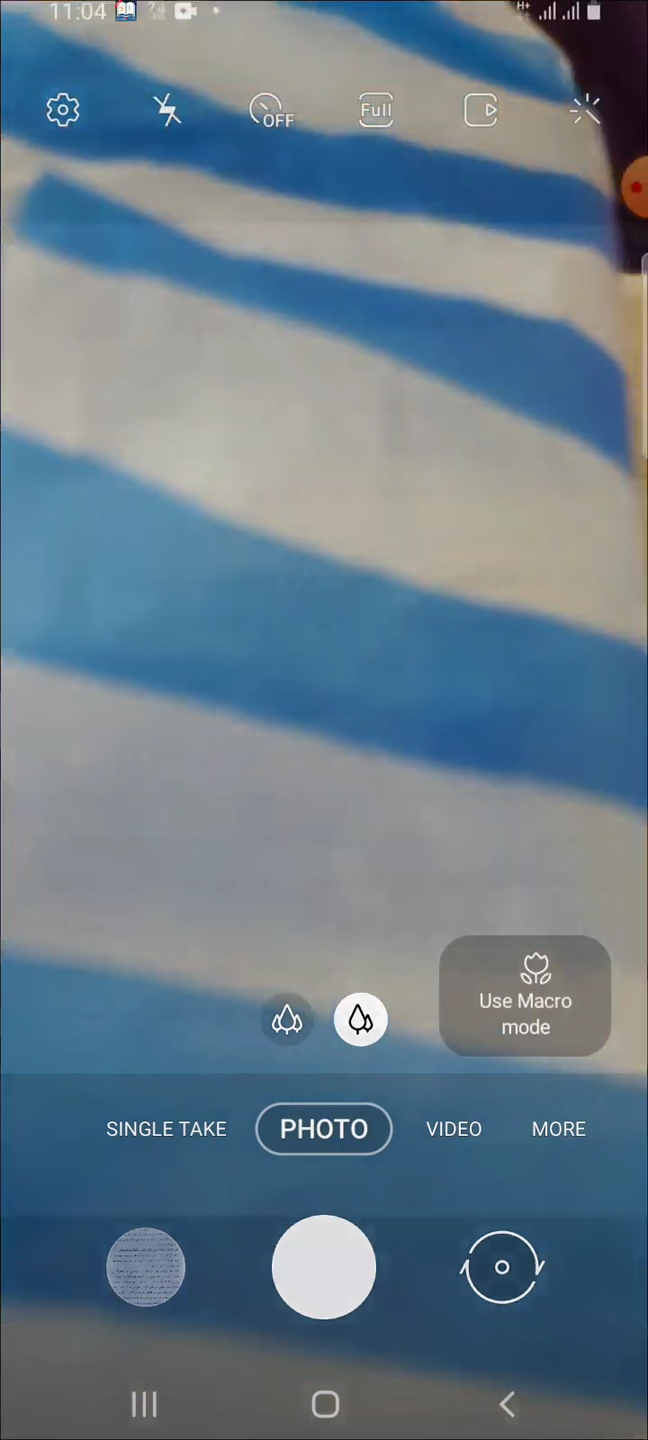 11:04
H+
OFF
Full
Use Macro
mode
SINGLE TAKE
PHOTO
VIDEO
MORE